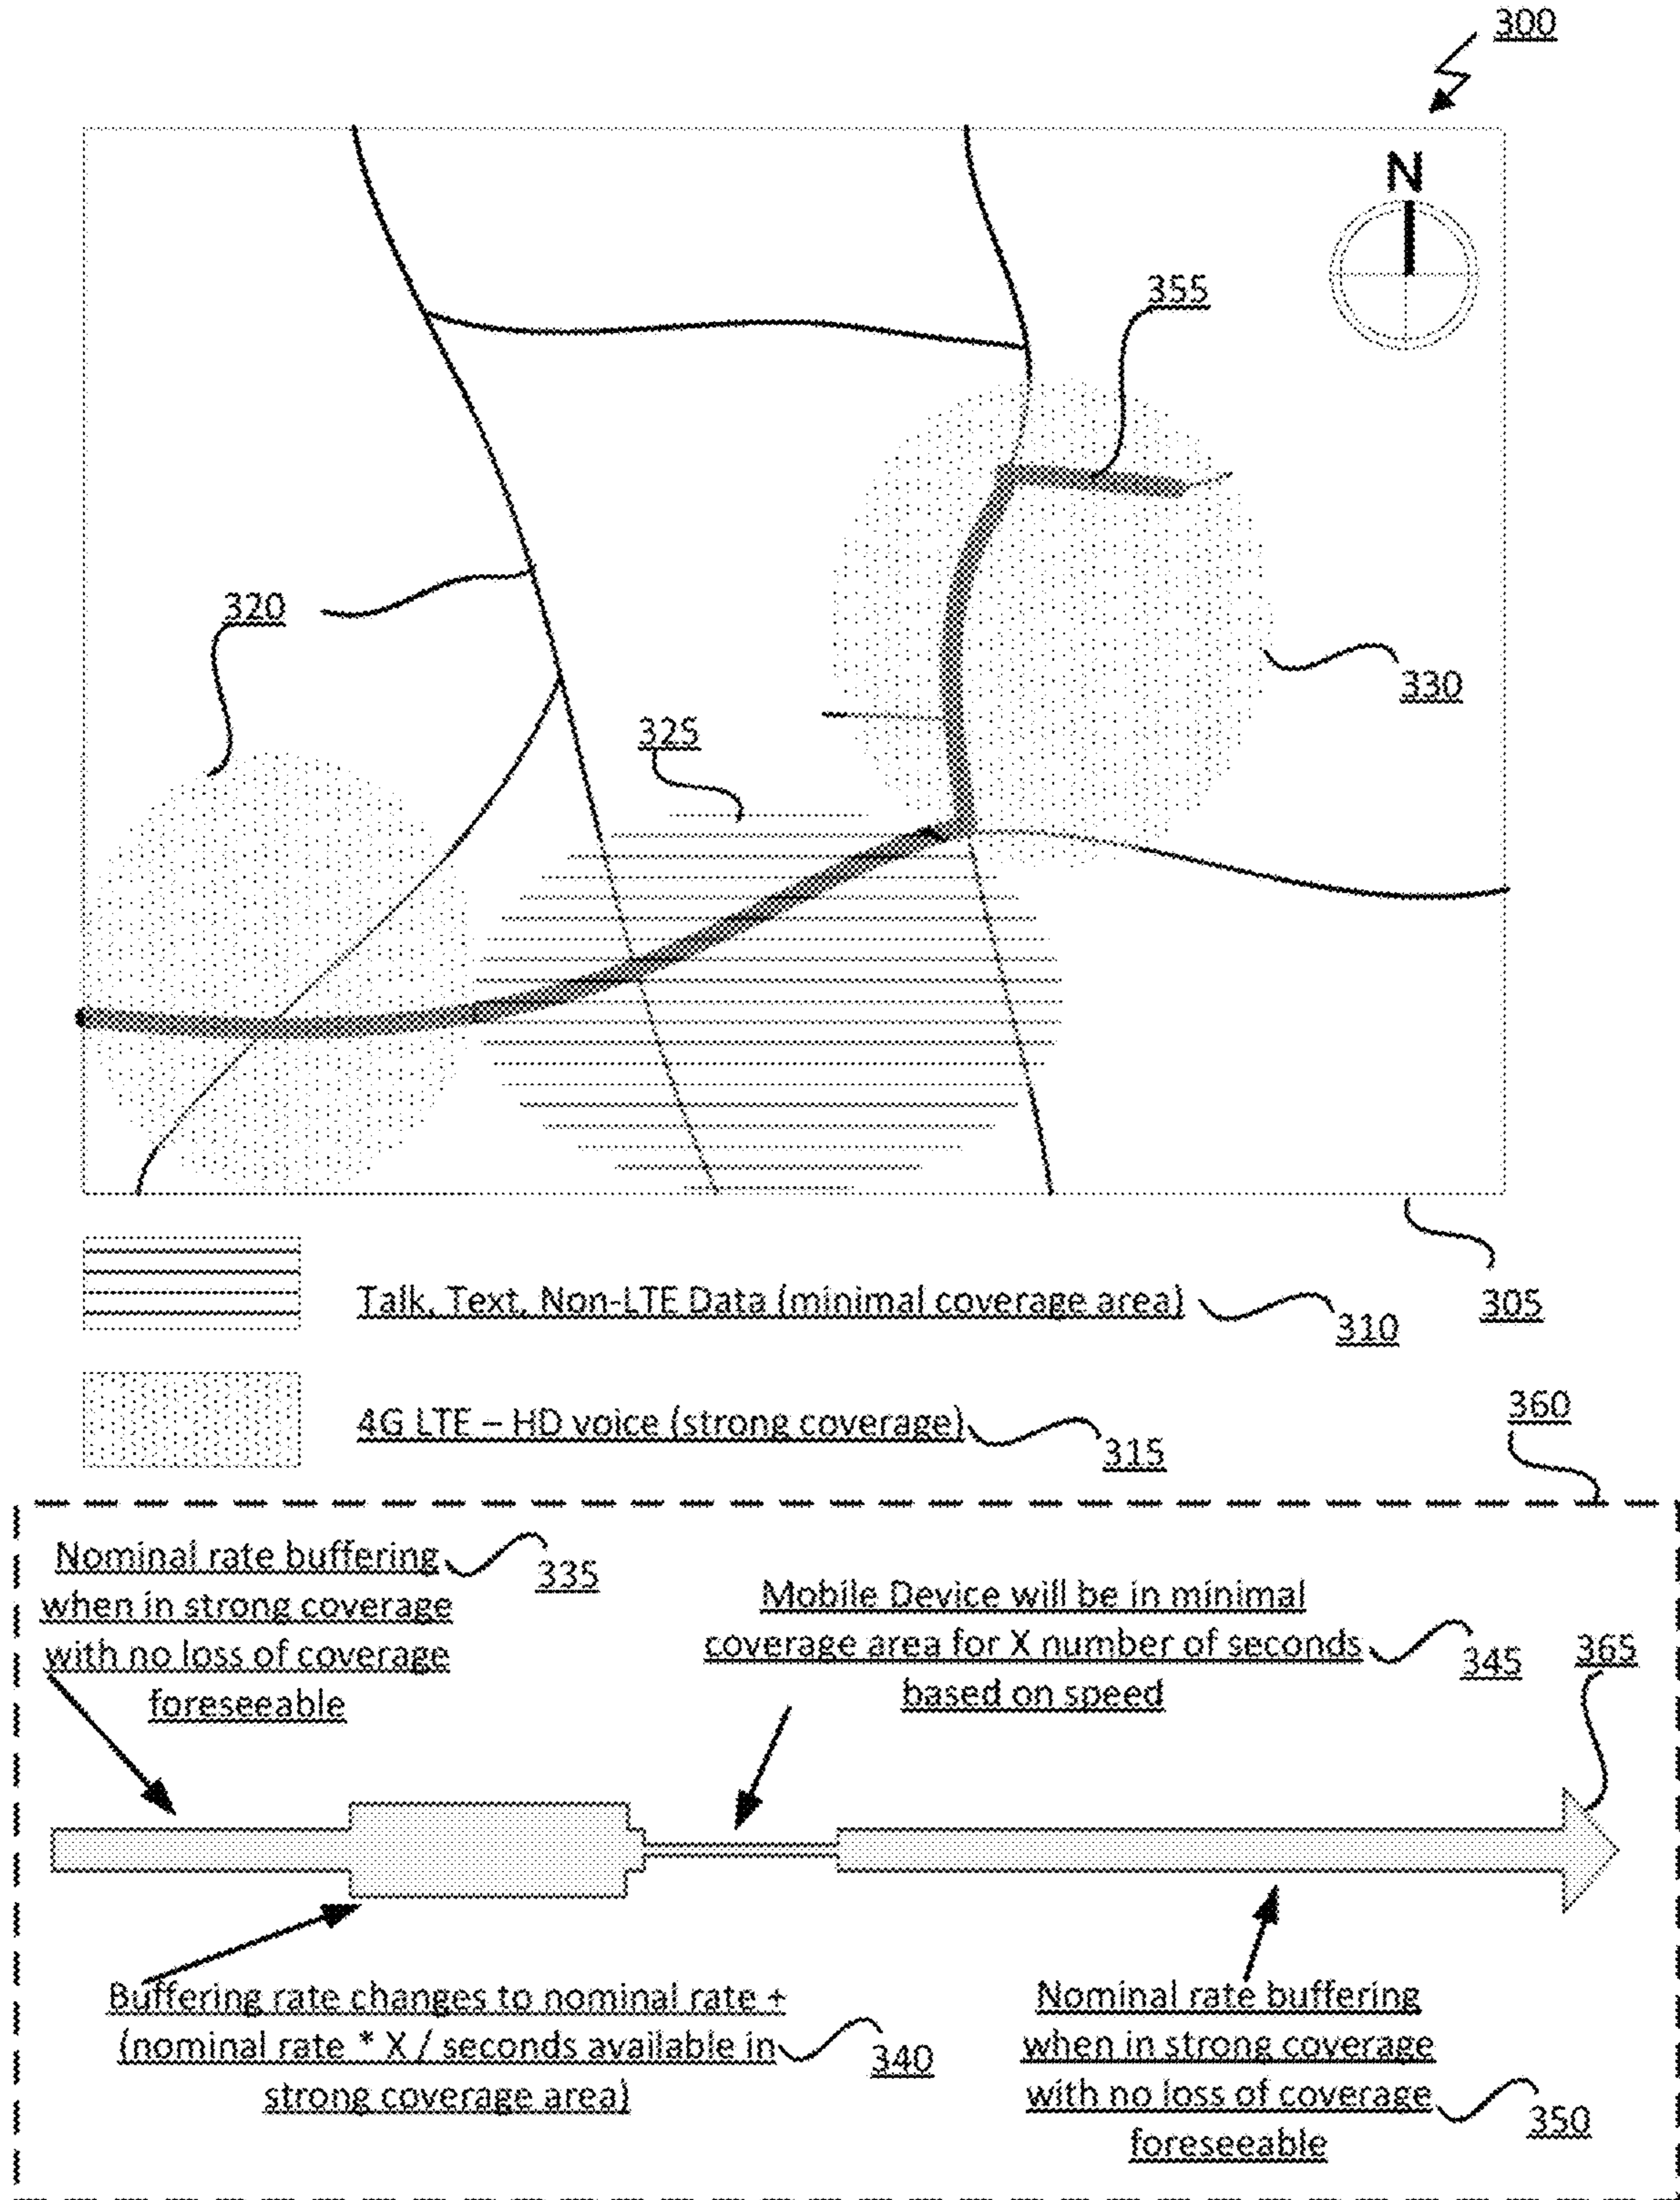 300
N
355
320
330
325
305
Talk, Text, Non-LTE Data (minimal coverage area)
310
360
4G LTE – HD voice (strong coverage)
315
Nominal rate buffering
when in strong coverage
with no loss of coverage
foreseeable
335
Mobile Device will be in minimal
coverage area for X number of seconds
based on speed
345
365
Buffering rate changes to nominal rate +
(nominal rate * X / seconds available in
strong coverage area)
340
Nominal rate buffering
when in strong coverage
with no loss of coverage
foreseeable
350